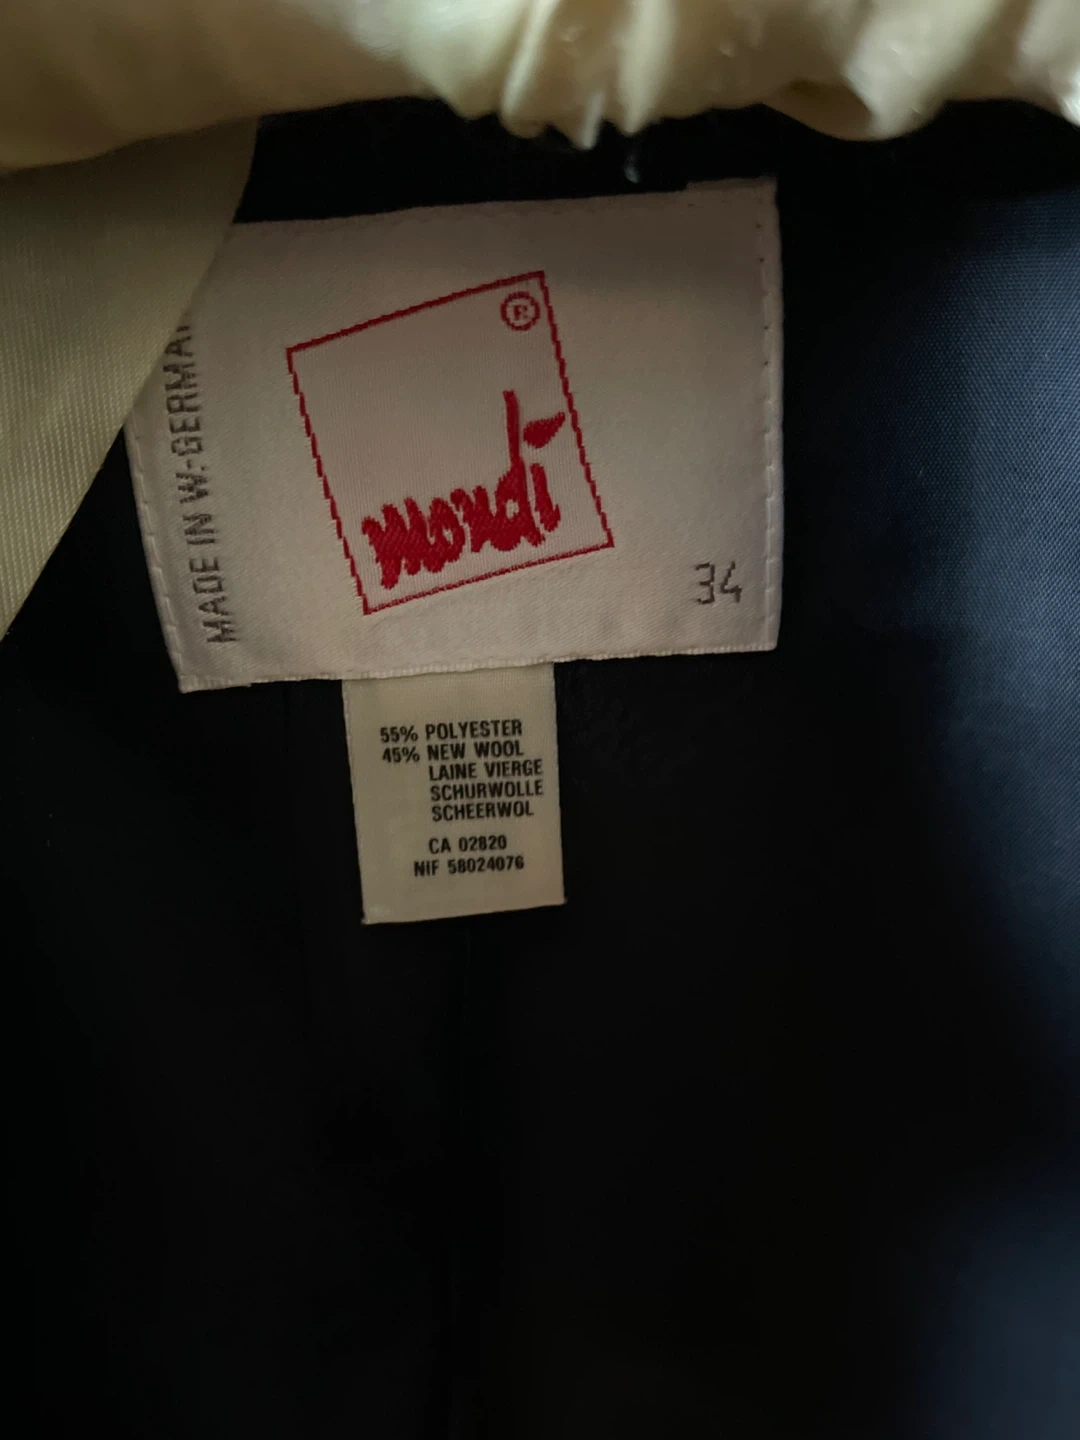 MADE IN W.-GERMAN
®
mondi
34
55% POLYESTER
45% NEW WOOL
LAINE VIERGE
SCHURWOLLE
SCHEERWOL
CA 02820
NIF 58024076